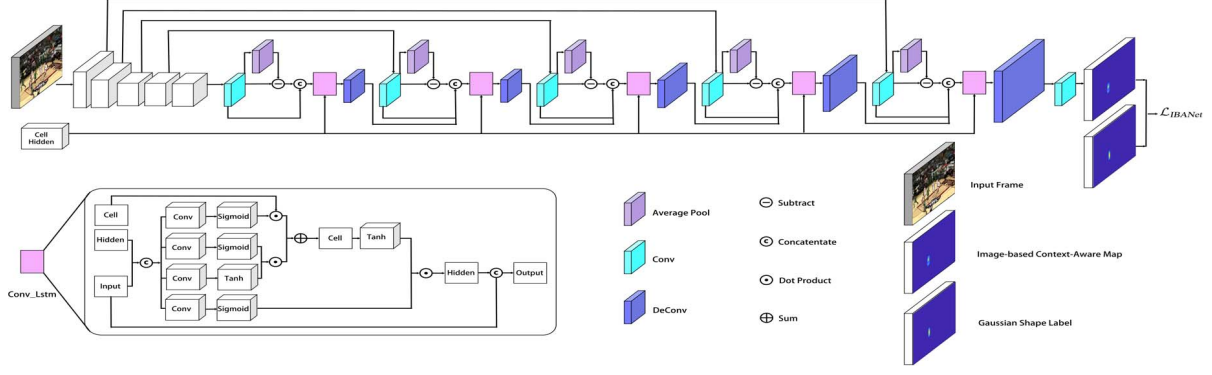 C
C
C
C
C
ℒIBANet
Cell
Hidden
Cell
Hidden
Input
C
Conv
Sigmoid
Conv
Sigmoid
Conv
Tanh
Conv
Sigmoid
Cell
Tanh
Hidden
C
Output
Conv_Lstm
Average Pool
Conv
DeConv
Subtract
C
Concatentate
Dot Product
Sum
Input Frame
Image-based Context-Aware Map
Gaussian Shape Label